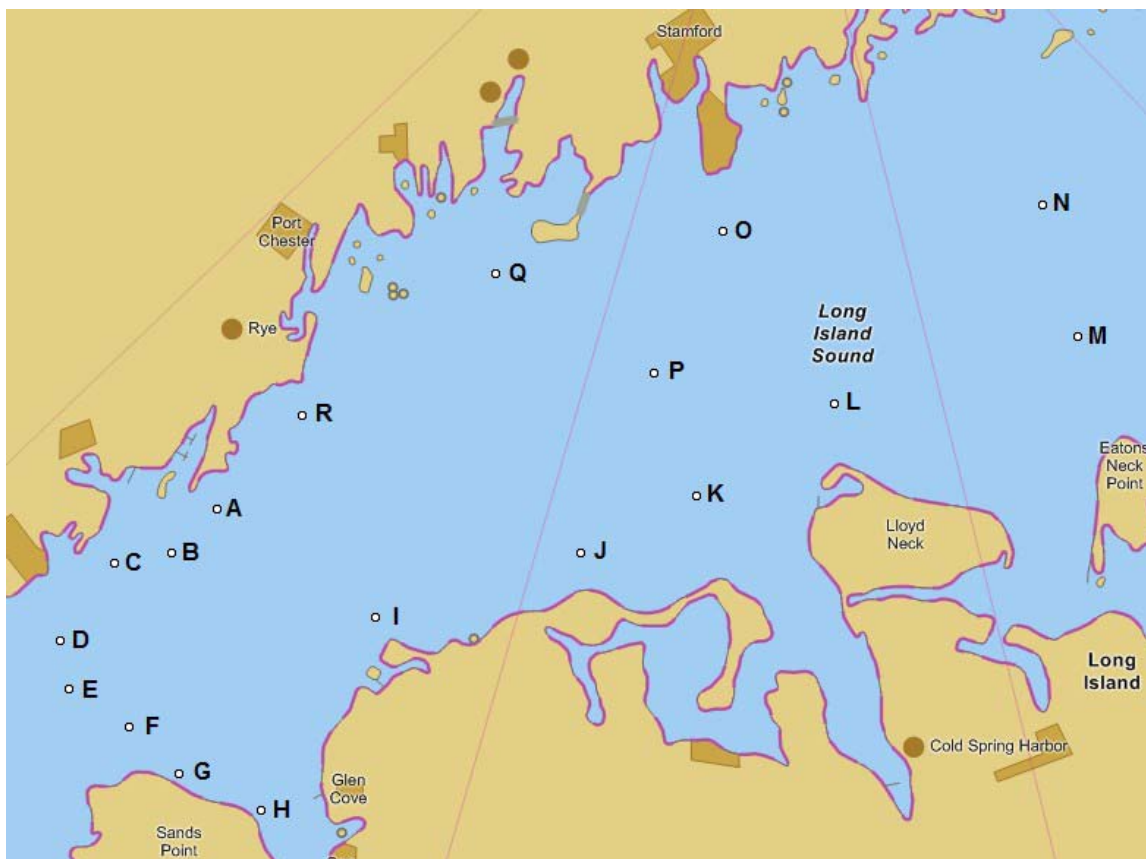 Stamford
N
Port
Chester
O
Q
Rye
Long
Island
Sound
M
P
L
R
Eatons
Neck
Point
K
A
Lloyd
Neck
B
J
C
I
D
Long
Island
E
F
Cold Spring Harbor
G
Glen
Cove
H
Sands
Point